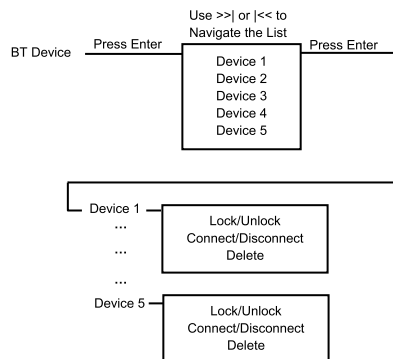 Use >>| or |<< to
Navigate the List
BT Device
Press Enter
Press Enter
Device 1
Device 2
Device 3
Device 4
Device 5
Device 1
...
...
...
Lock/Unlock
Connect/Disconnect
Delete
Device 5
Lock/Unlock
Connect/Disconnect
Delete